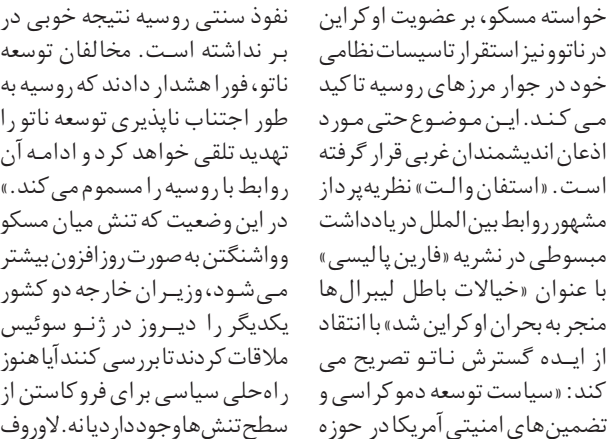 خواسته مسکو، بر عضویت اوکراین
در ناتو و نیز استقرار تاسیسات نظامی
خود در جوار مرزهای روسیه تاکید
می کند. این موضوع حتی مورد
اذعان اندیشمندان غربی قرار گرفته
است. «استفان والت» نظریه‌پرداز
مشهور روابط بین‌الملل در یادداشت
مبسوطی در نشریه «فارین پالیسی»
با عنوان «خیالات باطل لیبرال‌ها
منجر به بحران اوکراین شد» با انتقاد
از ایده گسترش ناتو تصریح می
کند: «سیاست توسعه دموکراسی و
تضمین‌های امنیتی آمریکا در حوزه
نفوذ سنتی روسیه نتیجه خوبی در
بر نداشته است. مخالفان توسعه
ناتو، فورا هشدار دادند که روسیه به
طور اجتناب ناپذیری توسعه ناتو را
تهدید تلقی خواهد کرد و ادامه آن
روابط با روسیه را مسموم می کند.»
در این وضعیت که تنش میان مسکو
و واشنگتن به صورت روزافزون بیشتر
می‌شود، وزیران خارجه دو کشور
یکدیگر را دیروز در ژنو سوئیس
ملاقات کردند تا بررسی کنند آیا هنوز
راه‌حلی سیاسی برای فروکاستن از
سطح تنش‌ها وجود دارد یا نه. لاوروف